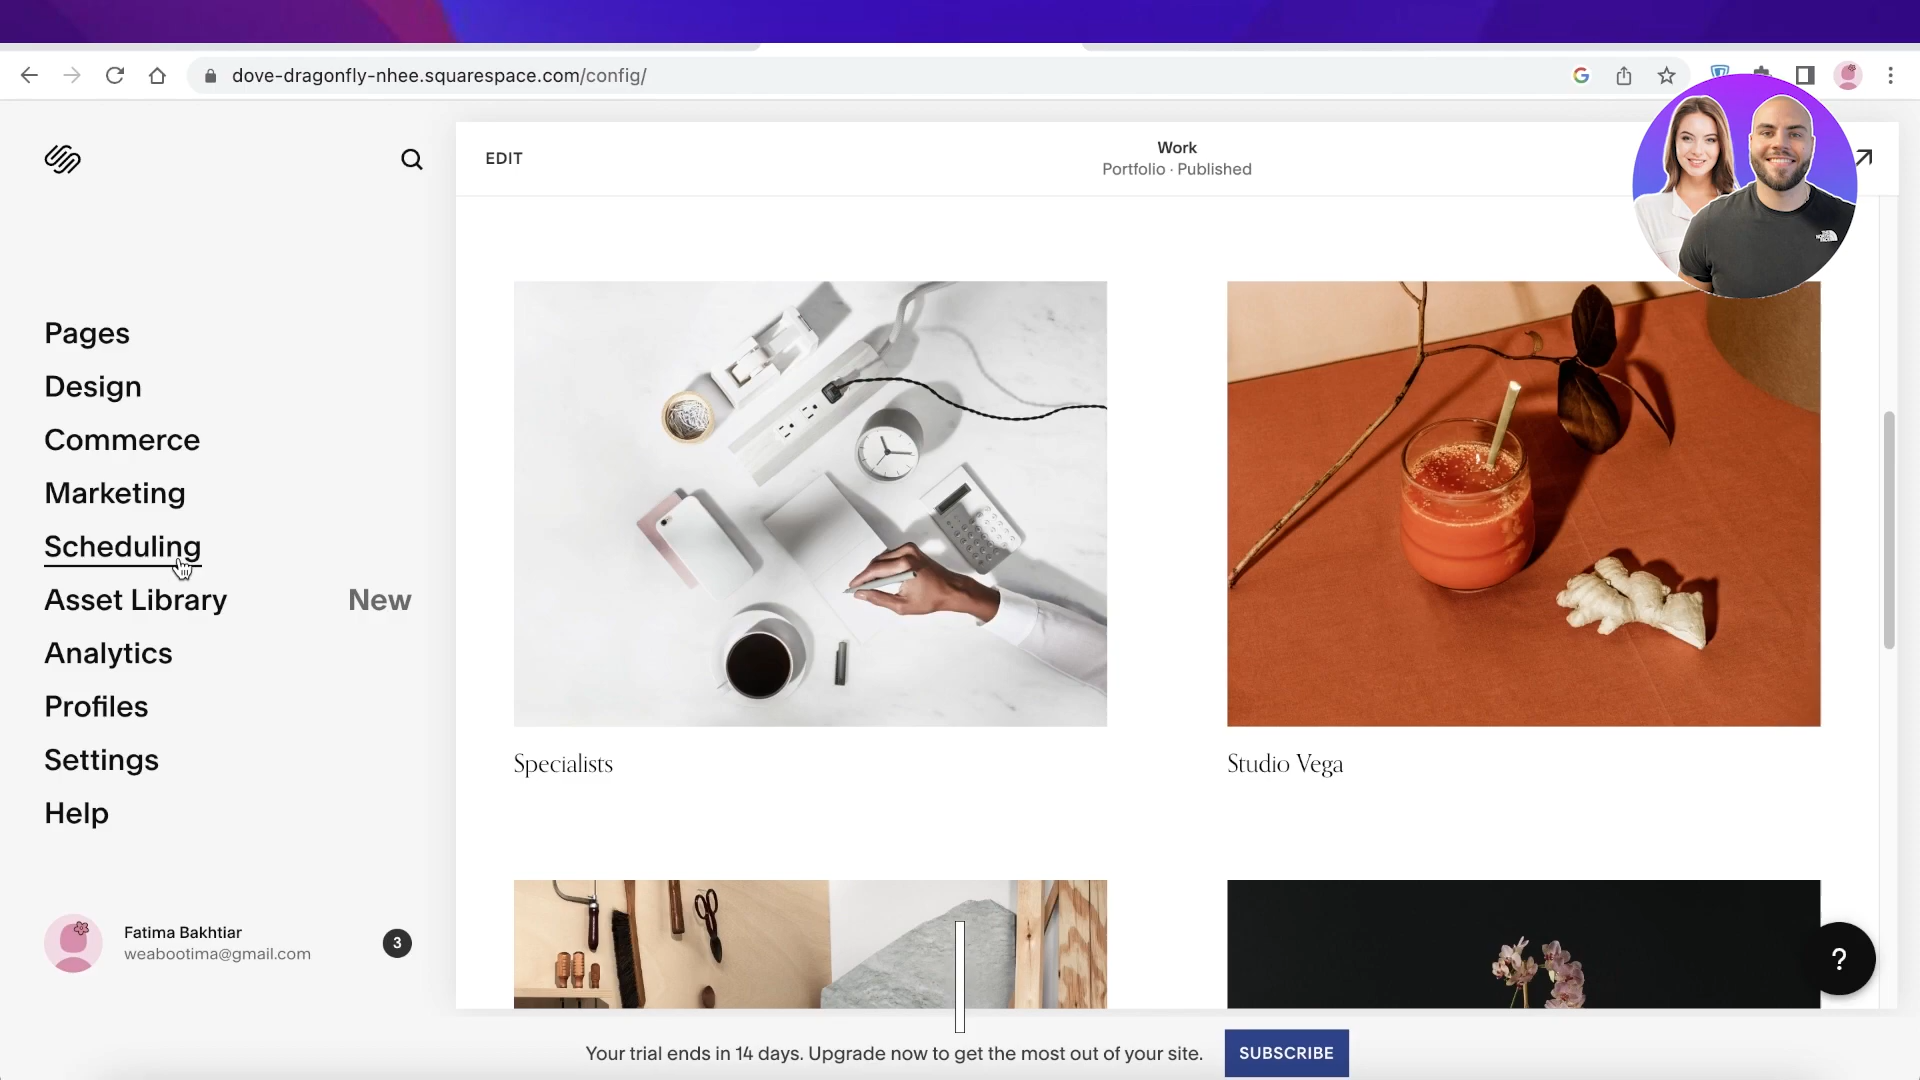 dove-dragonfly-nhee.squarespace.com/config/
EDIT
Work
Portfolio · Published
Pages
Design
Commerce
Marketing
Scheduling
Asset Library New
Analytics
Profiles
Settings
Help
Fatima Bakhtiar
weabootima@gmail.com
3
Specialists
Studio Vega
?
Your trial ends in 14 days. Upgrade now to get the most out of your site.
SUBSCRIBE